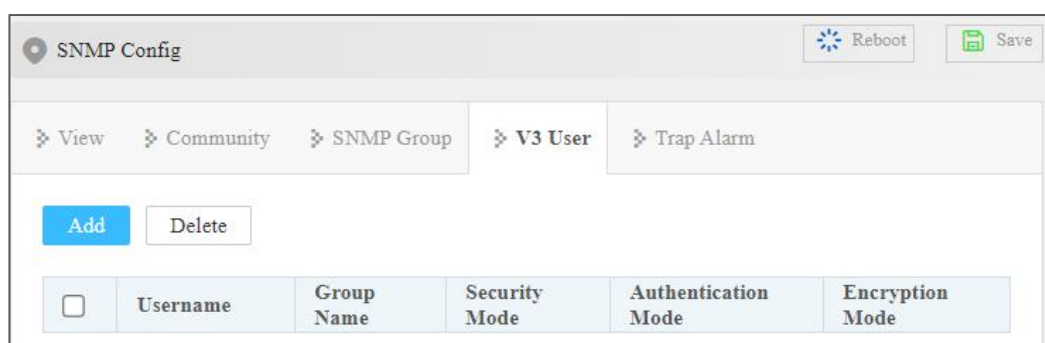 SNMP Config
Reboot
Save
View
Community
SNMP Group
V3 User
Trap Alarm
Add
Delete
Username
Group Name
Security Mode
Authentication Mode
Encryption Mode